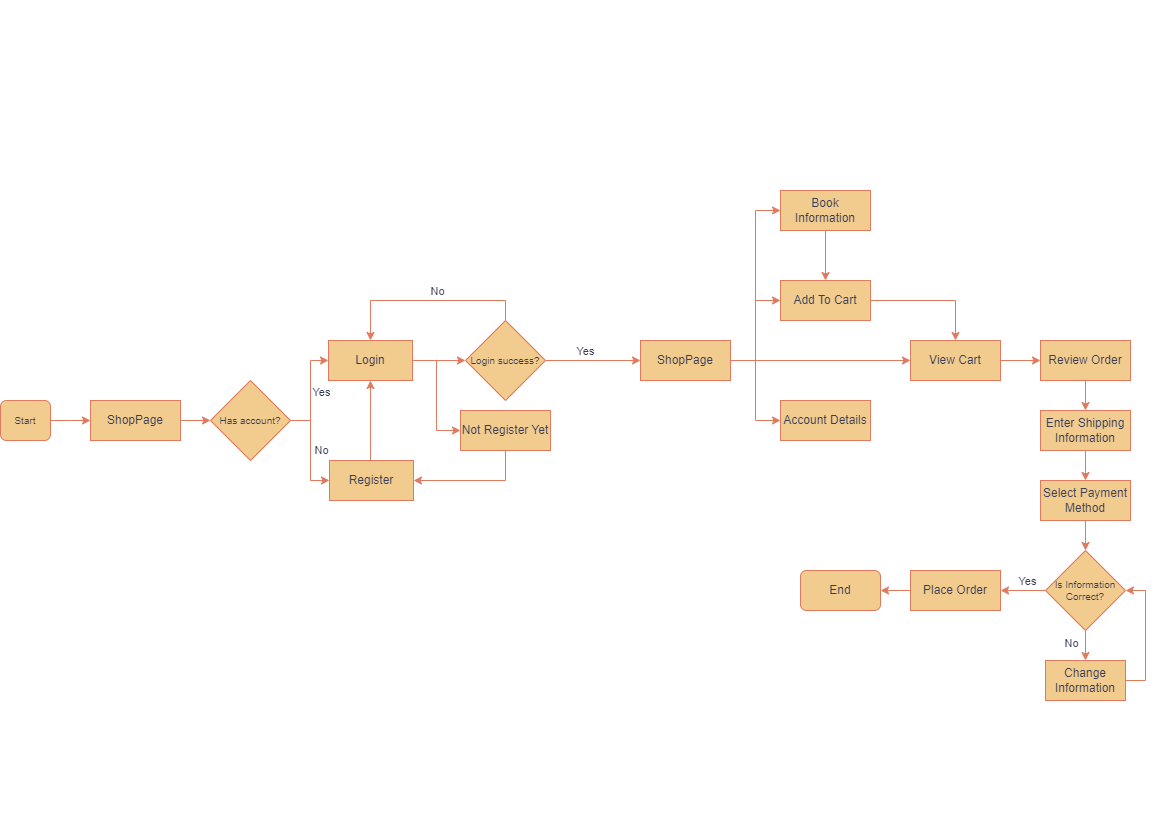 Book
Information
Add To Cart
No
Login
Login success?
Yes
ShopPage
View Cart
Review Order
Yes
Start
ShopPage
Has account?
Not Register Yet
Account Details
Enter Shipping
Information
No
Register
Select Payment
Method
End
Place Order
Yes
Is Information
Correct?
No
Change
Information